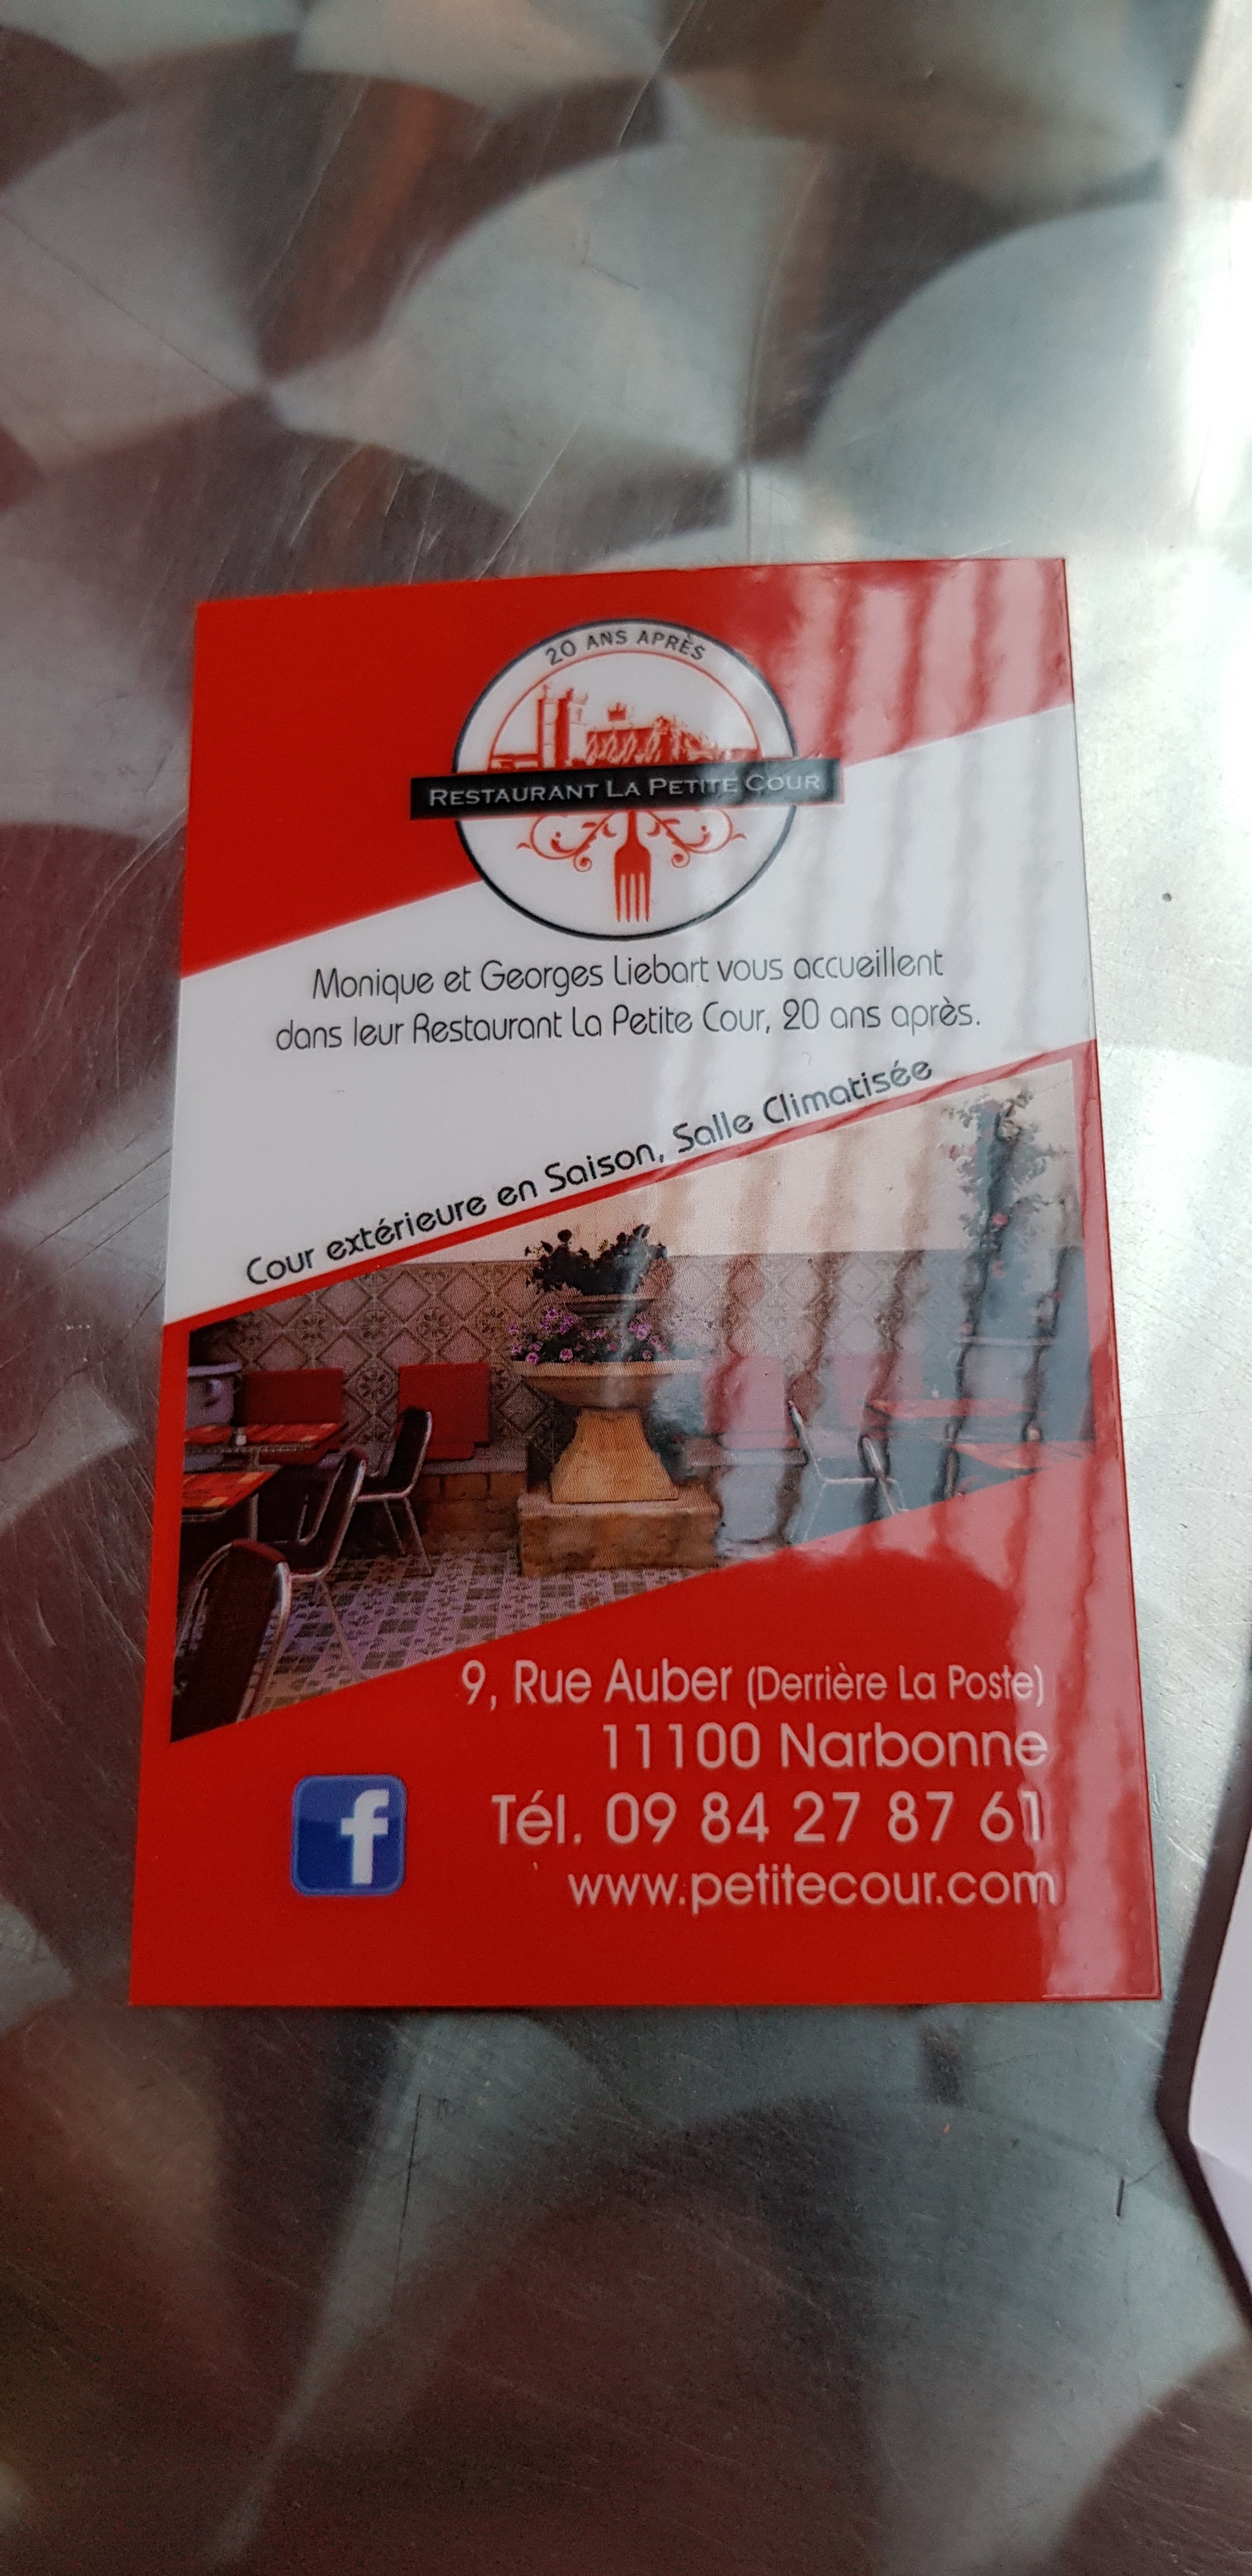 20 ANS APRÈS
RESTAURANT LA PETITE COUR
Monique et Georges Liebart vous accueillent
dans leur Restaurant La Petite Cour, 20 ans après.
Cour extérieure en Saison, Salle Climatisée
9, Rue Auber (Derrière La Poste)
11100 Narbonne
f
Tél. 09 84 27 87 61
www.petitecour.com